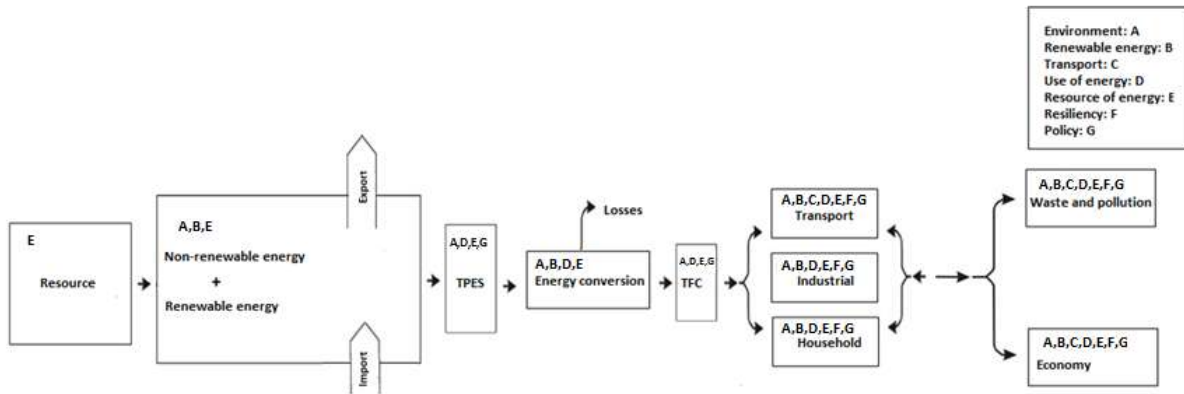 Environment: A
Renewable energy: B
Transport: C
Use of energy: D
Resource of energy: E
Resiliency: F
Policy: G
E
Resource
A,B,E
Non-renewable energy
+
Renewable energy
Export
Import
A,D,E,G
TPES
Losses
A,B,D,E
Energy conversion
A,D,E,G
TFC
A,B,C,D,E,F,G
Transport
A,B,D,E,F,G
Industrial
A,B,D,E,F,G
Household
A,B,C,D,E,F,G
Waste and pollution
A,B,C,D,E,F,G
Economy